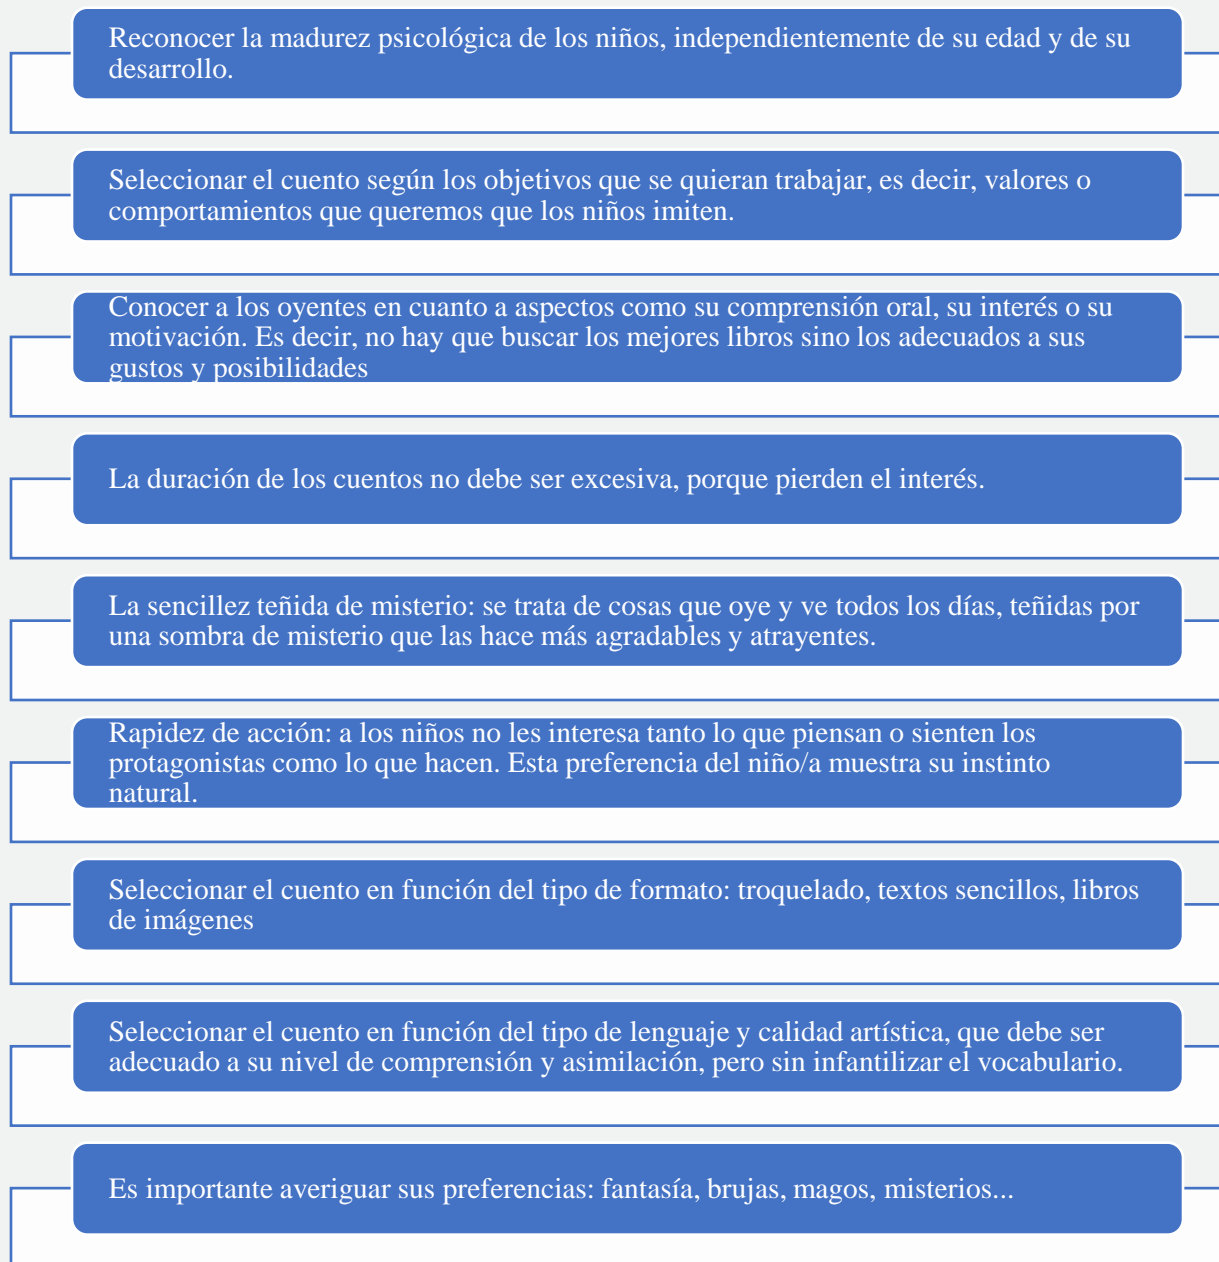 Reconocer la madurez psicológica de los niños, independientemente de su edad y de su
desarrollo.
Seleccionar el cuento según los objetivos que se quieran trabajar, es decir, valores o
comportamientos que queremos que los niños imiten.
Conocer a los oyentes en cuanto a aspectos como su comprensión oral, su interés o su
motivación. Es decir, no hay que buscar los mejores libros sino los adecuados a sus
gustos y posibilidades
La duración de los cuentos no debe ser excesiva, porque pierden el interés.
La sencillez teñida de misterio: se trata de cosas que oye y ve todos los días, teñidas por
una sombra de misterio que las hace más agradables y atrayentes.
Rapidez de acción: a los niños no les interesa tanto lo que piensan o sienten los
protagonistas como lo que hacen. Esta preferencia del niño/a muestra su instinto
natural.
Seleccionar el cuento en función del tipo de formato: troquelado, textos sencillos, libros
de imágenes
Seleccionar el cuento en función del tipo de lenguaje y calidad artística, que debe ser
adecuado a su nivel de comprensión y asimilación, pero sin infantilizar el vocabulario.
Es importante averiguar sus preferencias: fantasía, brujas, magos, misterios...